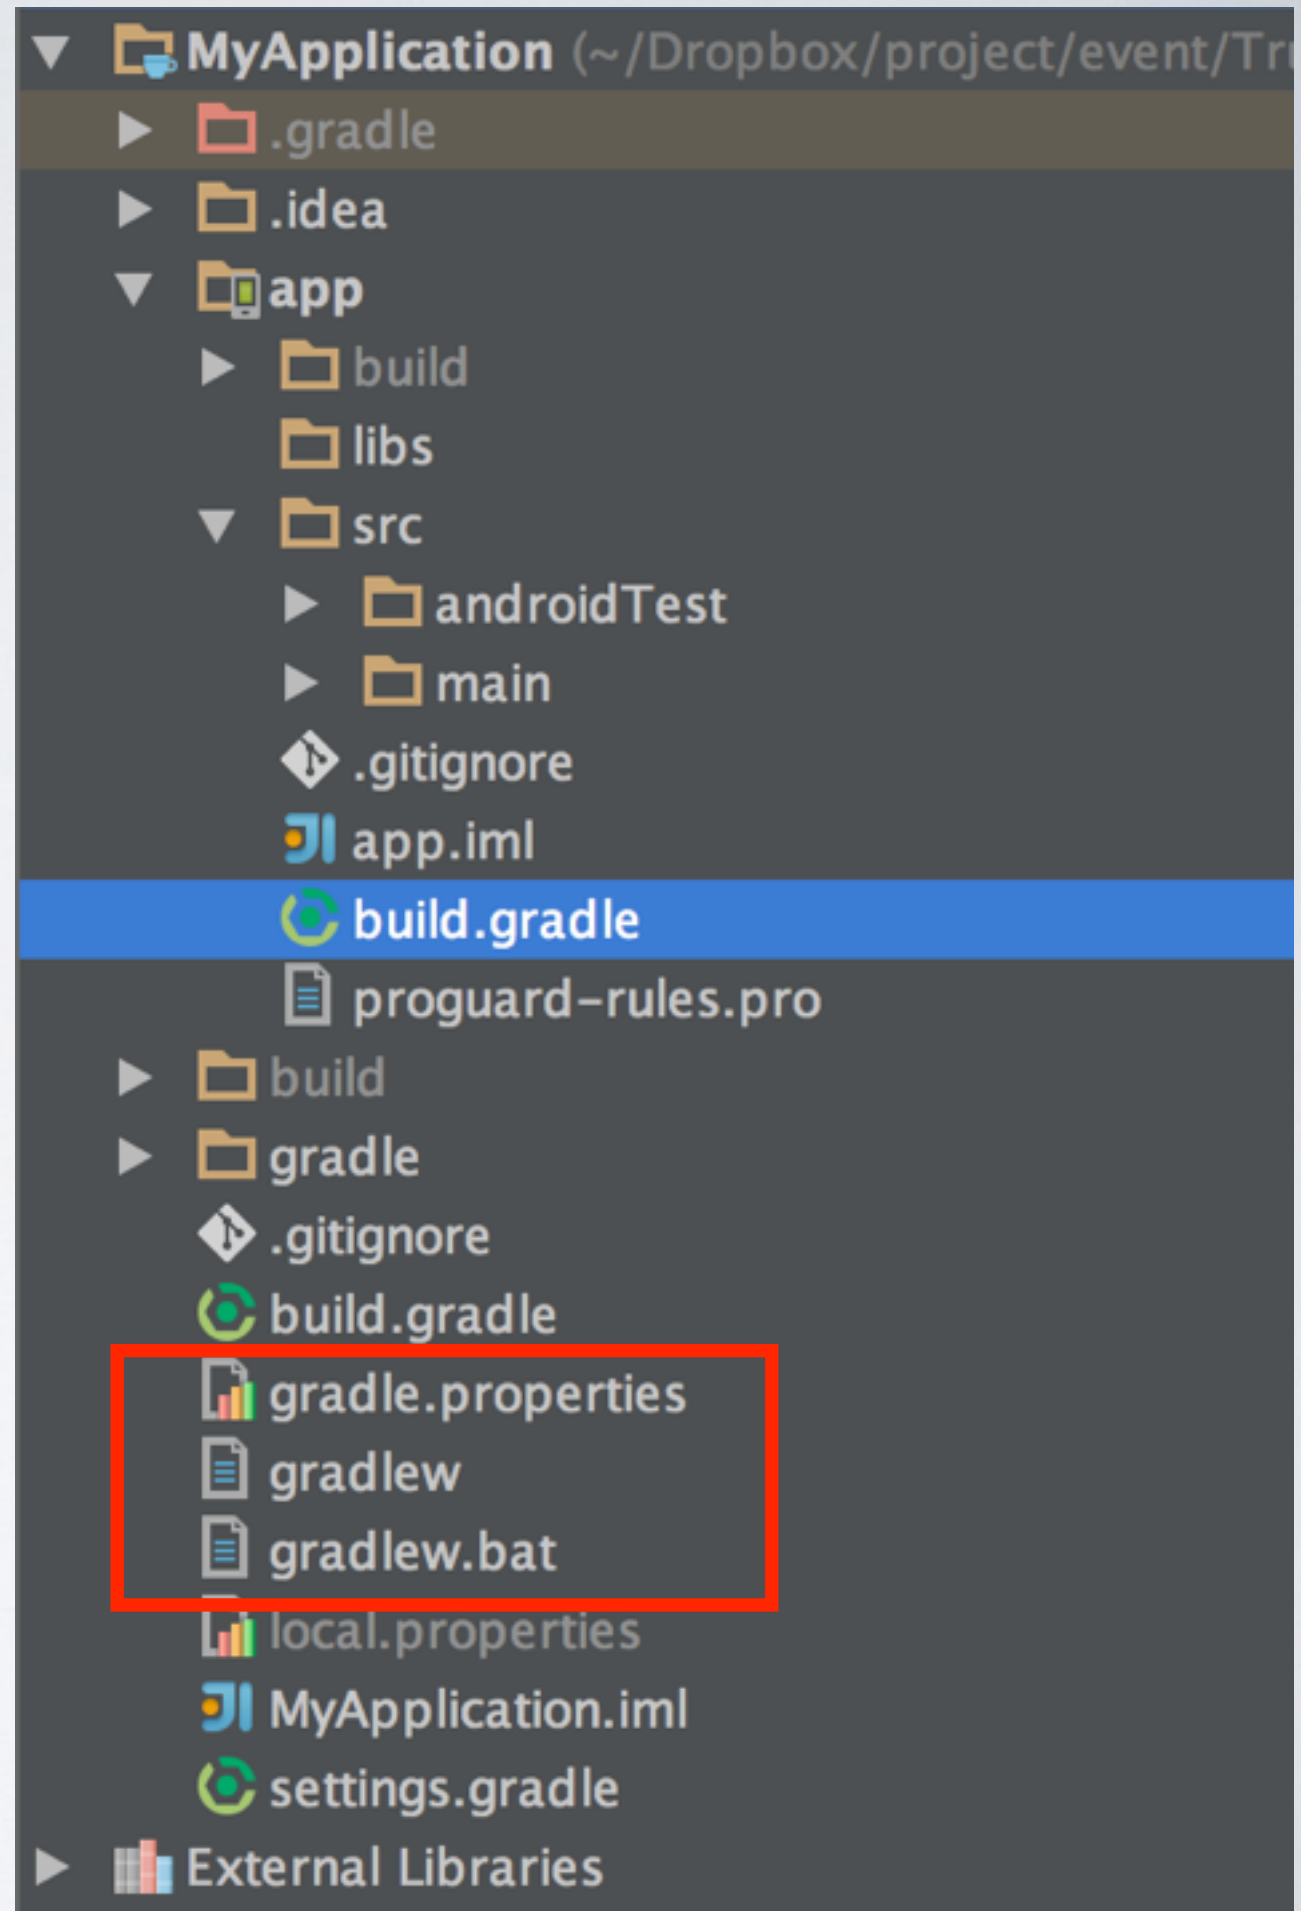 MyApplication (~/Dropbox/project/event/
.gradle
.idea
app
build
libs
src
androidTest
main
.gitignore
app.iml
build.gradle
proguard-rules.pro
build
gradle
.gitignore
build.gradle
gradle.properties
gradlew
gradlew.bat
local.properties
MyApplication.iml
settings.gradle
External Libraries